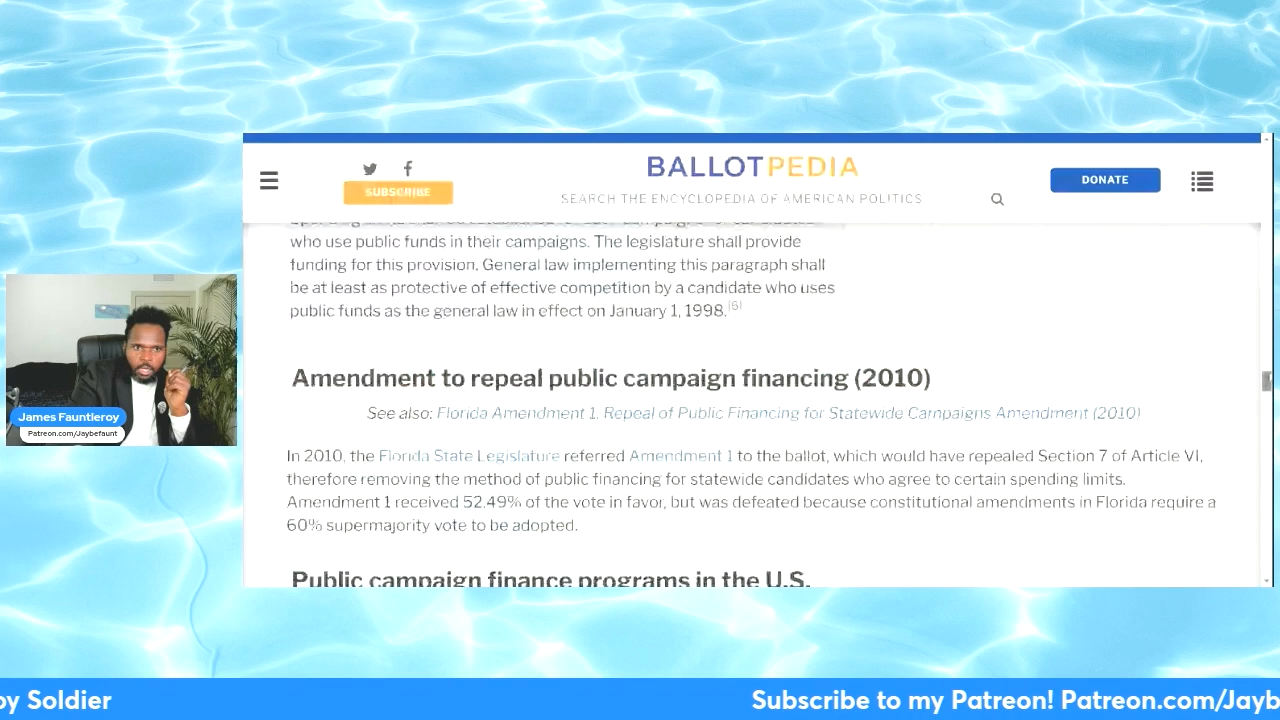 BALLOTPEDIA
SUBSCRIBE
SEARCH THE ENCYCLOPEDIA OF AMERICAN POLITICS
DONATE
who use public funds in their campaigns. The legislature shall provide
funding for this provision. General law implementing this paragraph shall
be at least as protective of effective competition by a candidate who uses
public funds as the general law in effect on January 1, 1998.
Amendment to repeal public campaign financing (2010)
See also: Florida Amendment 1, Repeal of Public Financing for Statewide Campaigns Amendment (2010)
In 2010, the Florida State Legislature referred Amendment 1 to the ballot, which would have repealed Section 7 of Article VI,
therefore removing the method of public financing for statewide candidates who agree to certain spending limits.
Amendment 1 received 52.49% of the vote in favor, but was defeated because constitutional amendments in Florida require a
60% supermajority vote to be adopted.
Public campaign finance programs in the U.S.
James Fauntleroy
Patreon.com/Jaybefaunt
oy Soldier
Subscribe to my Patreon! Patreon.com/Jayb